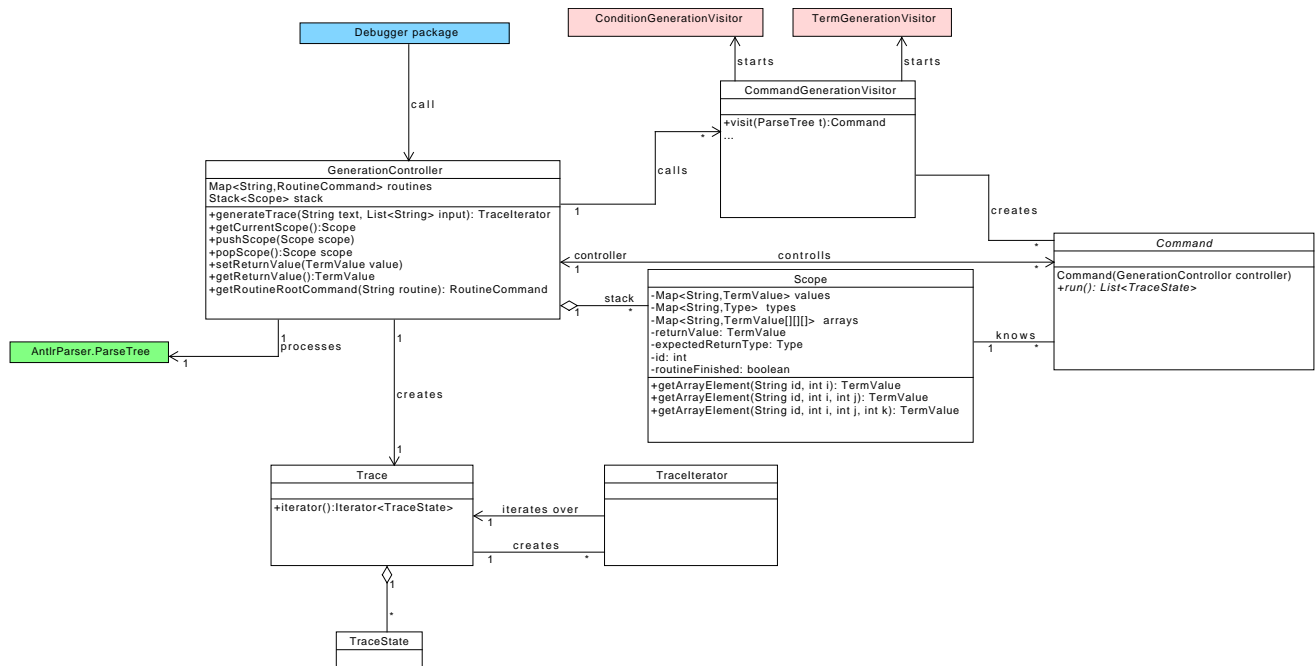 ConditionGenerationVisitor
TermGenerationVisitor
Debugger package
starts
starts
call
CommandGenerationVisitor
+visit(ParseTree t):Command
...
*
calls
1
GenerationController
Map<String,RoutineCommand> routines
Stack<Scope> stack
+generateTrace(String text, List<String> input): TraceIterator
+getCurrentScope():Scope
+pushScope(Scope scope)
+popScope():Scope scope
+setReturnValue(TermValue value)
+getReturnValue():TermValue
+getRoutineRootCommand(String routine): RoutineCommand
creates
*
controller
controlls
1
*
Command
Command(GenerationControllor controller)
+run(): List<TraceState>
stack
1
*
Scope
-Map<String,TermValue> values
-Map<String,Type> types
-Map<String,TermValue[][][]> arrays
-returnValue: TermValue
-expectedReturnType: Type
-id: int
-routineFinished: boolean
+getArrayElement(String id, int i): TermValue
+getArrayElement(String id, int i, int j): TermValue
+getArrayElement(String id, int i, int j, int k): TermValue
knows
1
*
1
processes
1
AntlrParser.ParseTree
1
creates
1
Trace
+iterator():Iterator<TraceState>
TraceIterator
iterates over
1
creates
1
*
1
*
TraceState